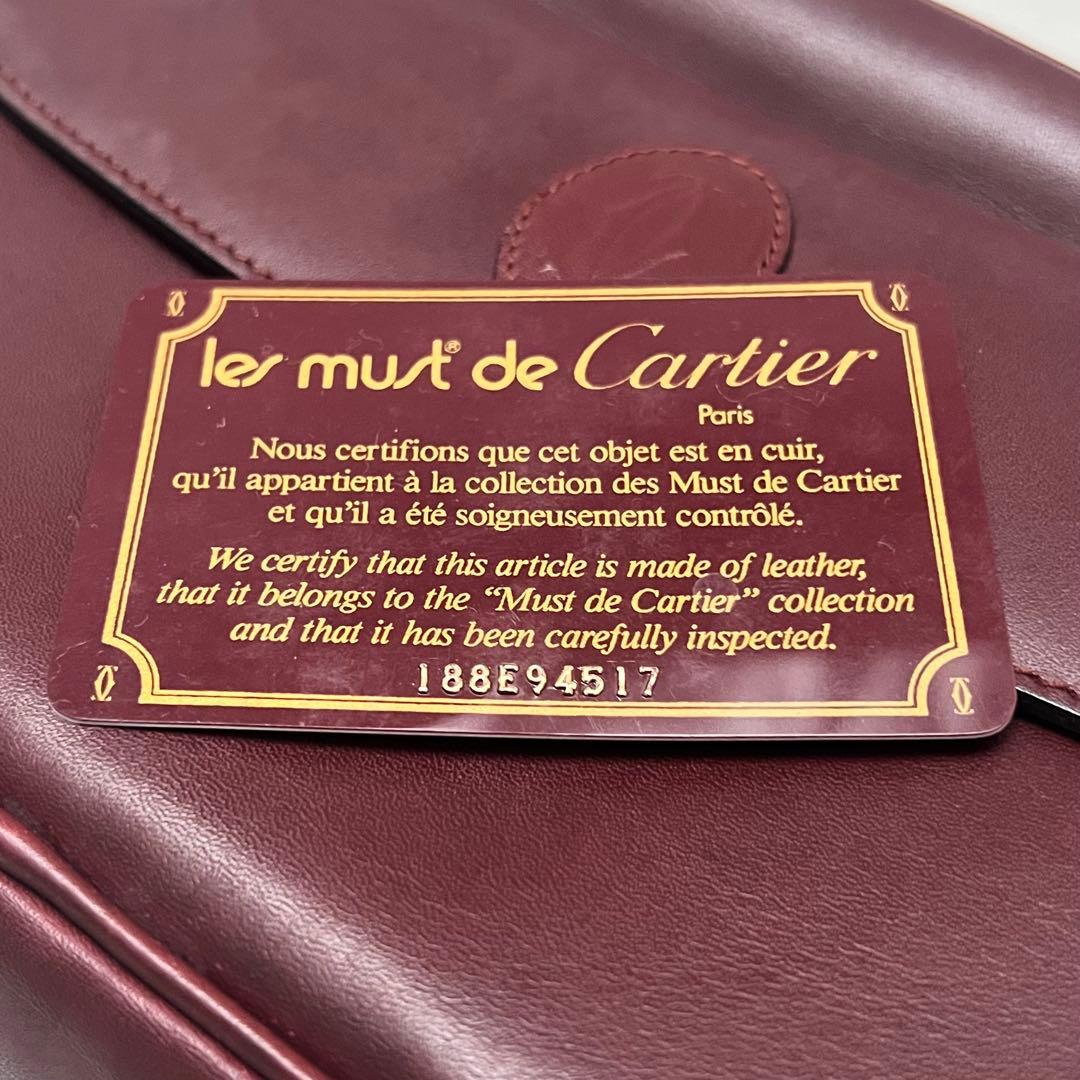 les must® de Cartier
Paris
Nous certifions que cet objet est en cuir,
qu'il appartient à la collection des Must de Cartier
et qu'il a été soigneusement contrôlé.
We certify that this article is made of leather,
that it belongs to the “Must de Cartier” collection
and that it has been carefully inspected.
188E94517